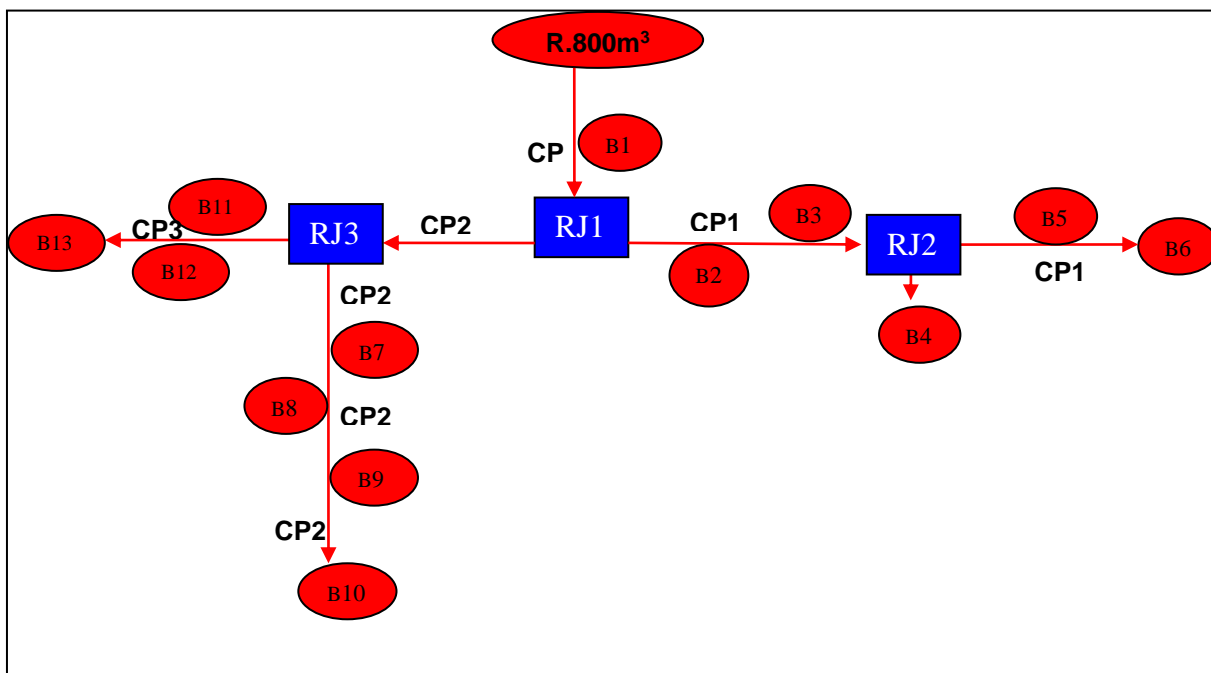 R.800m³
B1
CP
B11
B3
B5
RJ3
CP2
RJ1
CP1
RJ2
B13
CP3
B6
B12
B2
CP1
CP2
B4
B7
B8
CP2
B9
CP2
B10